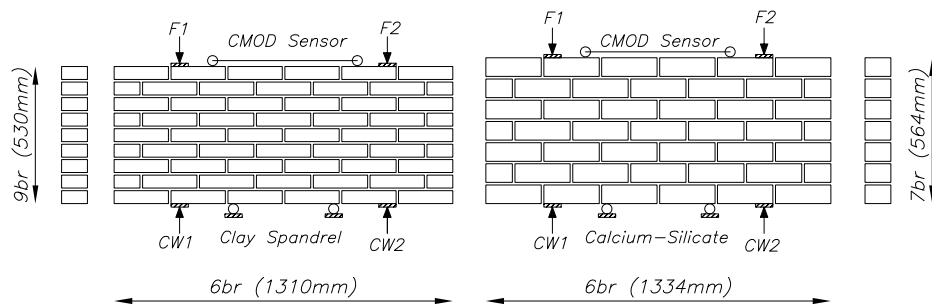 F1
F2
CMOD Sensor
9br (530mm)
CW1
Clay Spandrel
CW2
6br (1310mm)
F1
F2
CMOD Sensor
7br (564mm)
CW1
Calcium-Silicate
CW2
6br (1334mm)